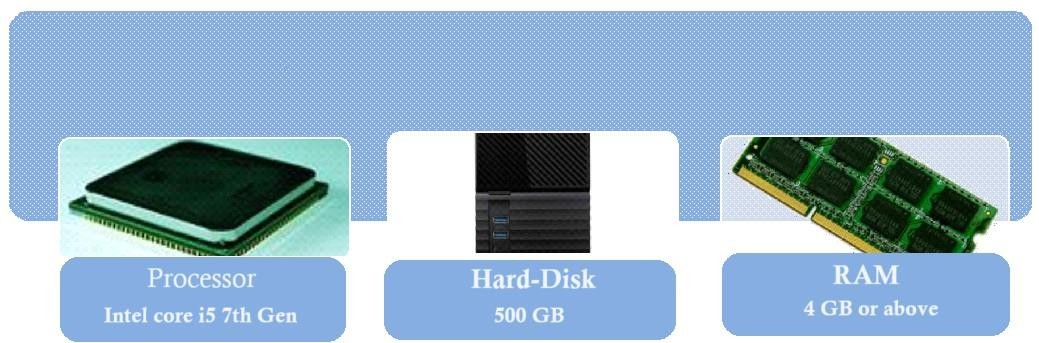 Processor
Intel core i5 7th Gen
Hard-Disk
500 GB
RAM
4 GB or above